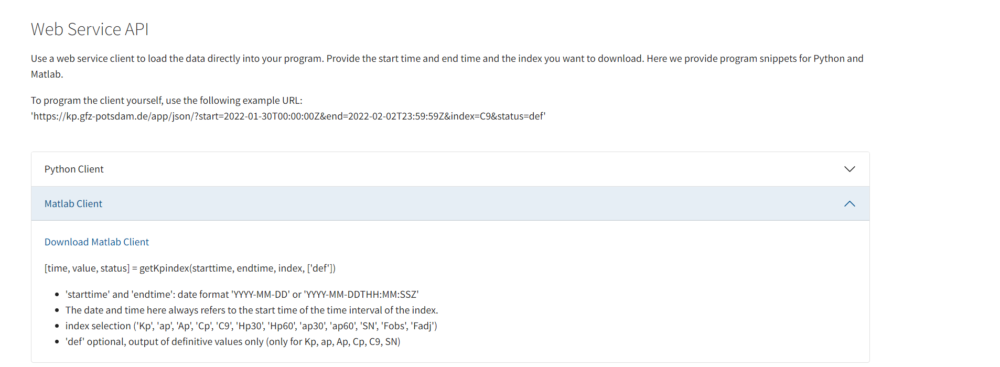 Web Service API
Use a web service client to load the data directly into your program. Provide the start time and end time and the index you want to download. Here we provide program snippets for Python and
Matlab.
To program the client yourself, use the following example URL:
'https://kp.gfz-potsdam.de/app/json/?start=2022-01-30T00:00:00Z&end=2022-02-02T23:59:59Z&index=C9&status=def'
Python Client
Matlab Client
Download Matlab Client
[time, value, status] = getKpindex(starttime, endtime, index, ['def'])
• 'starttime' and 'endtime': date format 'YYYY-MM-DD' or 'YYYY-MM-DDTHH:MM:SSZ'
• The date and time here always refers to the start time of the time interval of the index.
• index selection ('Kp', 'ap', 'Ap', 'Cp', 'C9', 'Hp30', 'Hp60', 'ap30', 'ap60', 'SN', 'Fobs', 'Fadj')
• 'def' optional, output of definitive values only (only for Kp, ap, Ap, Cp, C9, SN)